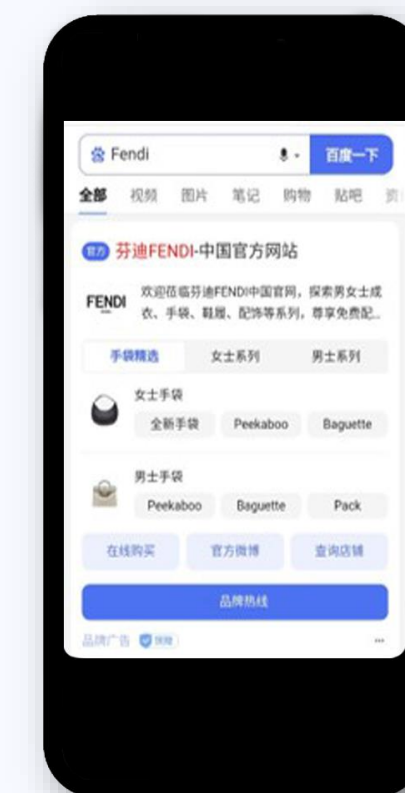 Fendi 百度一下
全部 视频 图片 笔记 购物 贴吧 资
官方 芬迪FENDI-中国官方网站
FENDI
欢迎莅临芬迪FENDI中国官网，探索男女士成
衣、手袋、鞋履、配饰等系列，尊享免费配...
手袋精选 女士系列 男士系列
女士手袋
全新手袋 Peekaboo Baguette
男士手袋
Peekaboo Baguette Pack
在线购买 官方微博 查询店铺
品牌热线
品牌广告 保障